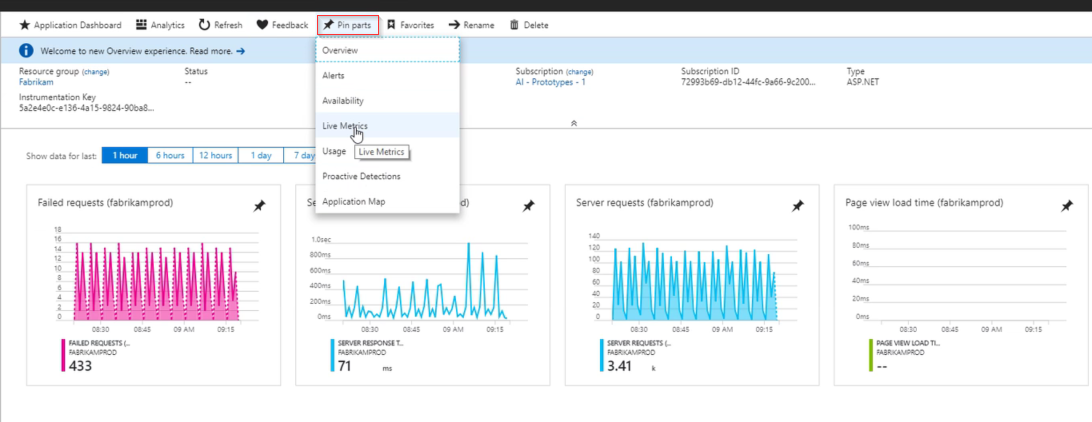 Application Dashboard Analytics Refresh Feedback Pin parts Favorites Rename Delete
Welcome to new Overview experience. Read more. →
Resource group (change) Status Subscription (change) Subscription ID Type
Fabrikam -- AI - Prototypes - 1 72993b69-db12-44fc-9a66-9c200... ASP.NET
Instrumentation Key
5a2e4e0c-e136-4a15-9824-90ba8...
Overview
Alerts
Availability
Live Metrics
Usage
Live Metrics
Proactive Detections
Application Map
Show data for last: 1 hour 6 hours 12 hours 1 day 7 day
Failed requests (fabrikamprod)
18
16
14
12
10
8
6
4
2
0
08:30 08:45 09 AM 09:15
FAILED REQUESTS (...
FABRIKAMPROD
433
Se d)
1.0sec
800ms
600ms
400ms
200ms
0ms
08:30 08:45 09 AM 09:15
SERVER RESPONSE T...
FABRIKAMPROD
71 ms
Server requests (fabrikamprod)
140
120
100
80
60
40
20
0
08:30 08:45 09 AM 09:15
SERVER REQUESTS (...
FABRIKAMPROD
3.41 k
Page view load time (fabrikamprod)
100ms
80ms
60ms
40ms
20ms
0ms
08:30 08:45 09 AM 09:15
PAGE VIEW LOAD TI...
FABRIKAMPROD
--